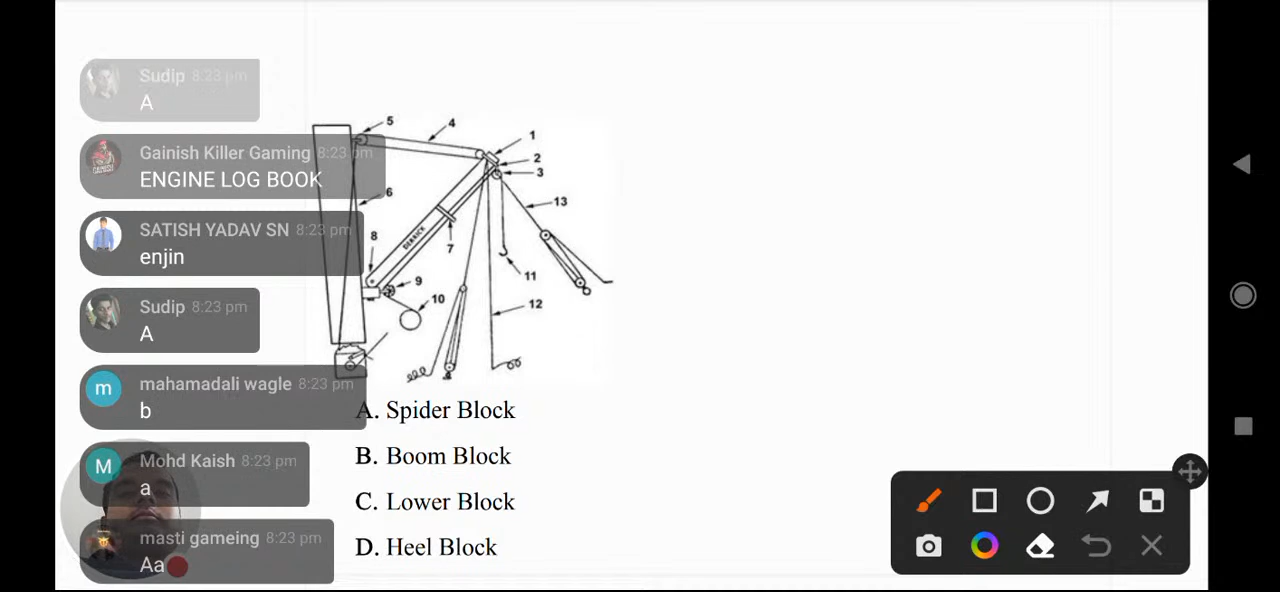 Sudip 8:23 pm
A
Gainish Killer Gaming 8:23 pm
ENGINE LOG BOOK
SATISH YADAV SN 8:23 pm
enjin
Sudip 8:23 pm
A
mahamadali wagle 8:23 pm
m
b
Mohd Kaish 8:23 pm
M
a
masti gameing 8:23 pm
Aa
5
4
1
2
3
6
13
DERRICK
8
7
9
11
10
12
A. Spider Block
B. Boom Block
C. Lower Block
D. Heel Block